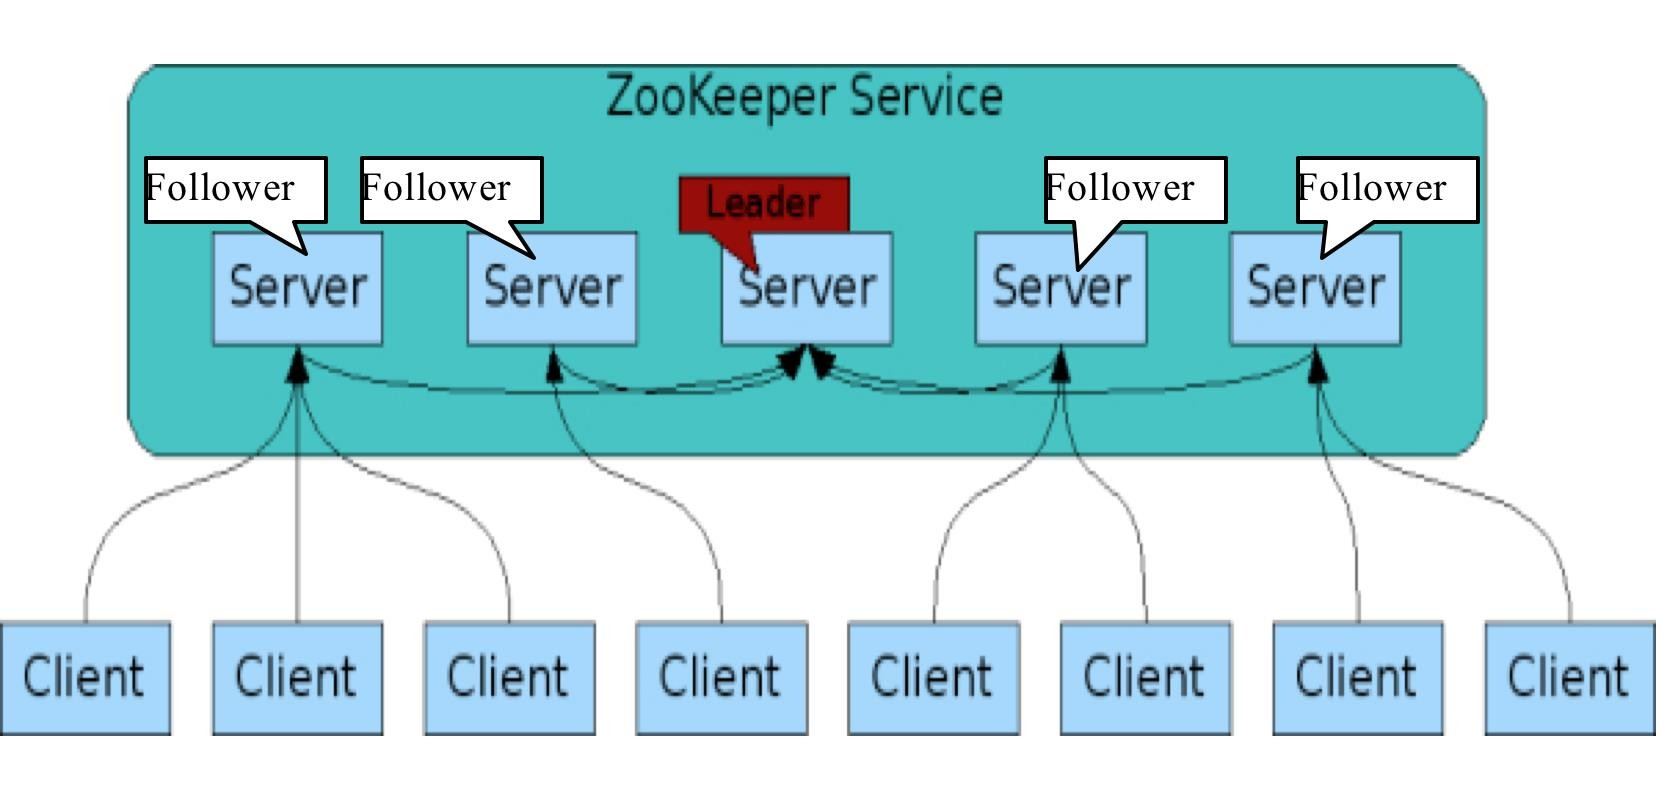 ZooKeeper Service
Follower
Follower
Leader
Follower
Follower
Server
Server
Server
Server
Server
Client
Client
Client
Client
Client
Client
Client
Client